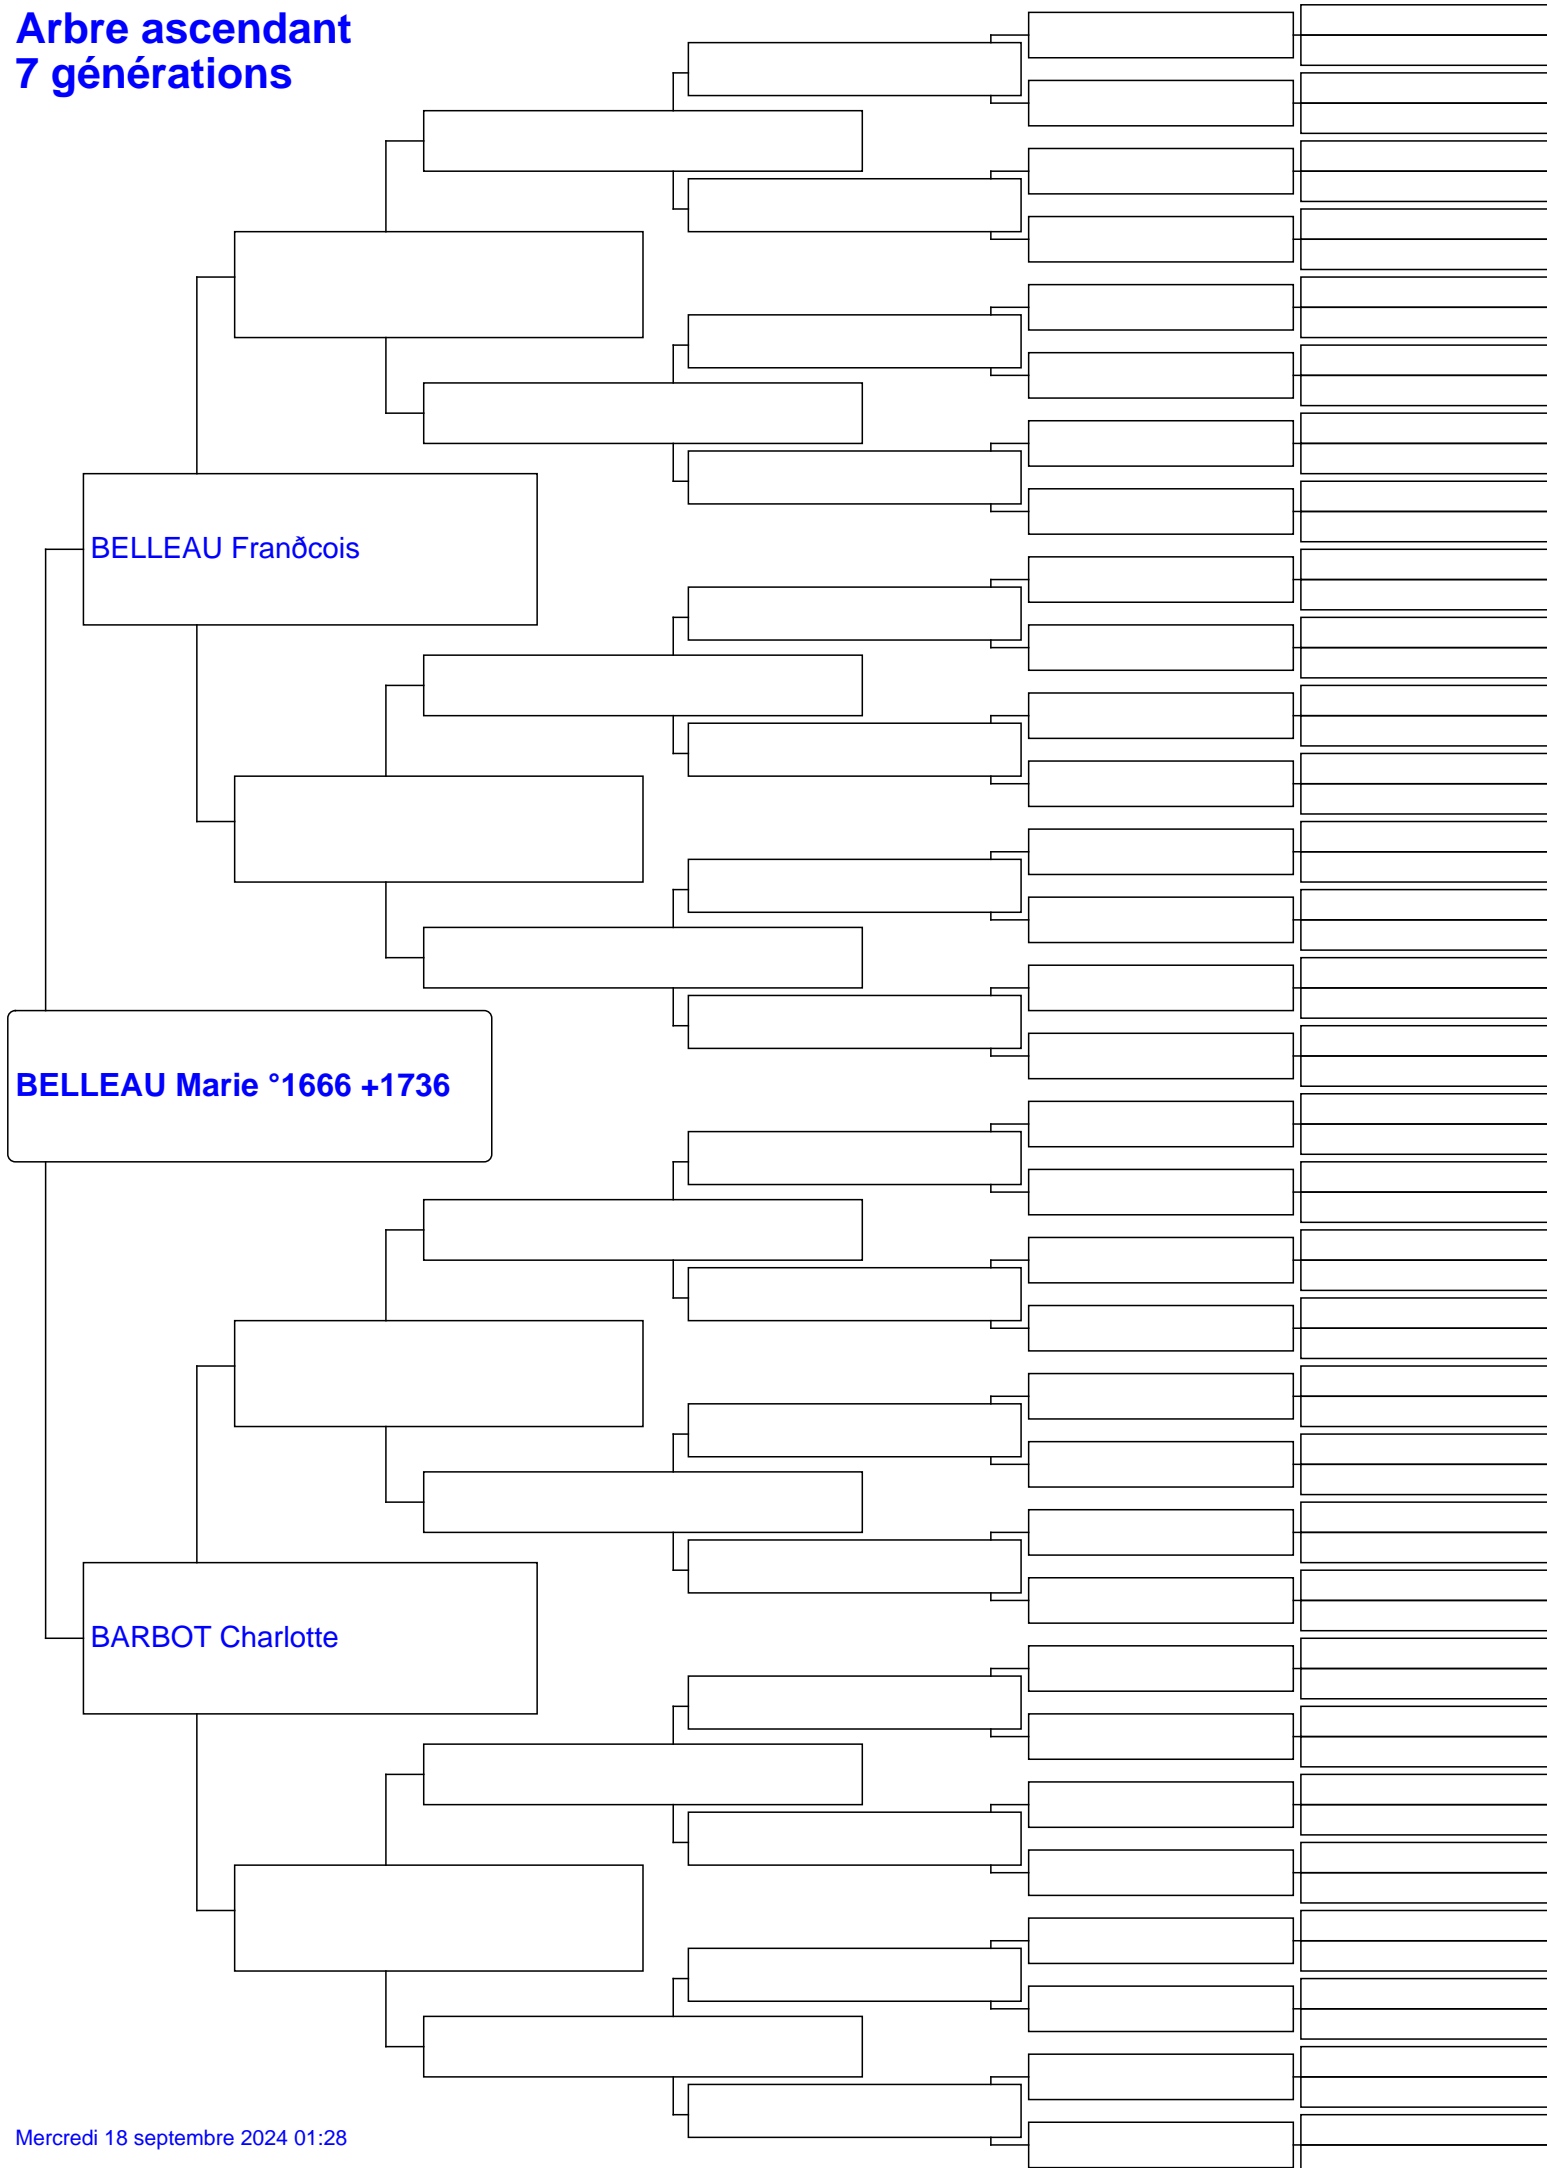 Arbre ascendant
7 générations
BELLEAU Franðcois
BELLEAU Marie °1666 +1736
BARBOT Charlotte
Mercredi 18 septembre 2024 01:28